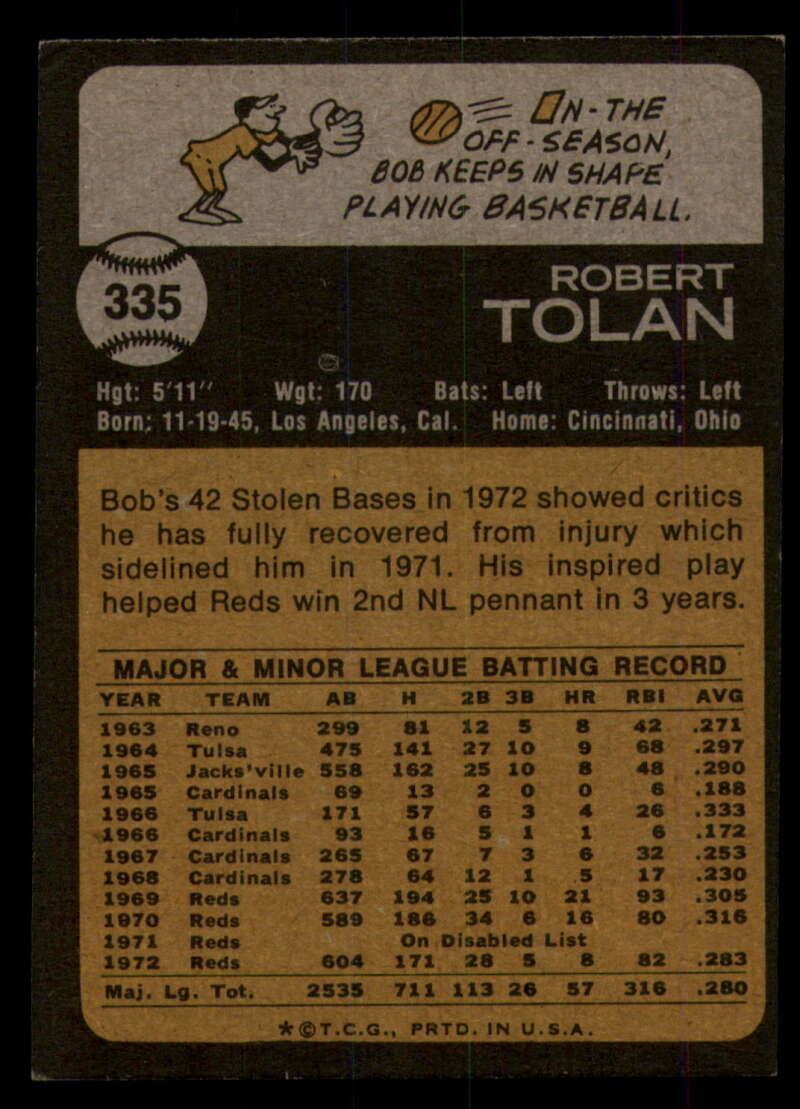 ON-THE
OFF-SEASON,
BOB KEEPS IN SHAPE
PLAYING BASKETBALL.
335
ROBERT
TOLAN
Hgt: 5'11" Wgt: 170 Bats: Left Throws: Left
Born: 11-19-45, Los Angeles, Cal. Home: Cincinnati, Ohio
Bob's 42 Stolen Bases in 1972 showed critics
he has fully recovered from injury which
sidelined him in 1971. His inspired play
helped Reds win 2nd NL pennant in 3 years.
MAJOR & MINOR LEAGUE BATTING RECORD
YEAR TEAM AB H 2B 3B HR RBI AVG
1963 Reno 299 81 12 5 8 42 .271
1964 Tulsa 475 141 27 10 9 68 .297
1965 Jacks'ville 558 162 25 10 8 48 .290
1965 Cardinals 69 13 2 0 0 6 .188
1966 Tulsa 171 57 6 3 4 26 .333
1966 Cardinals 93 16 5 1 1 6 .172
1967 Cardinals 265 67 7 3 6 32 .253
1968 Cardinals 278 64 12 1 5 17 .230
1969 Reds 637 194 25 10 21 93 .305
1970 Reds 589 186 34 6 16 80 .316
1971 Reds On Disabled List
1972 Reds 604 171 28 5 8 82 .283
Maj. Lg. Tot. 2535 711 113 26 57 316 .280
*©T.C.G., PRTD. IN U.S.A.